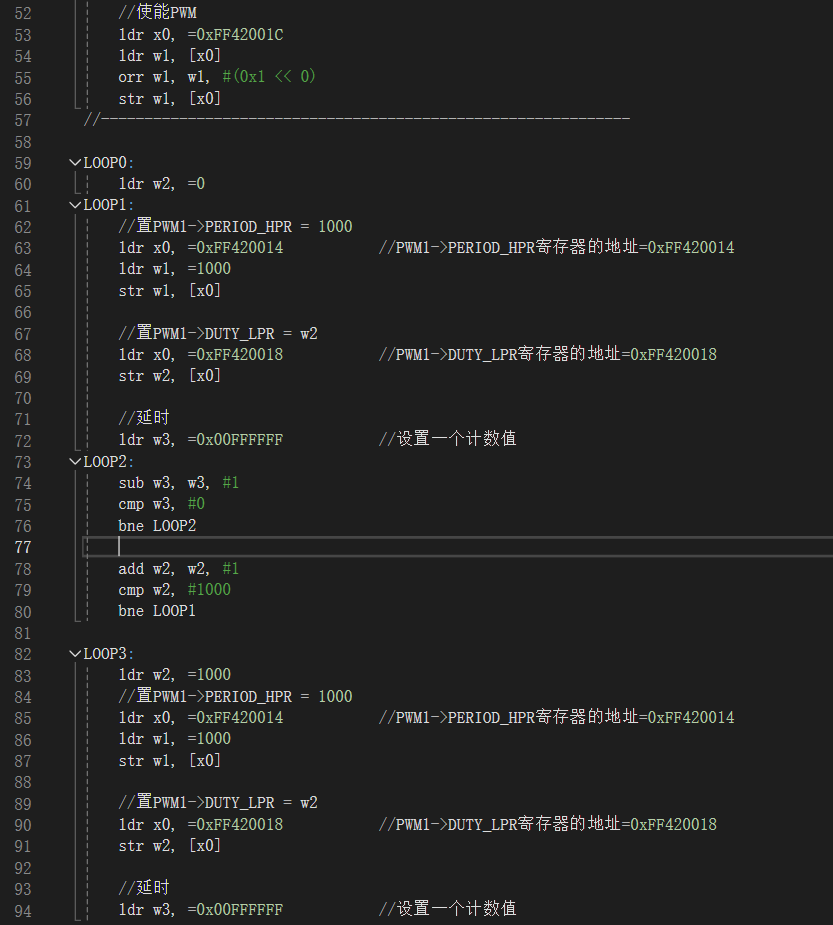 52 //使能PWM
53 ldr x0, =0xFF42001C
54 ldr w1, [x0]
55 orr w1, w1, #(0x1 << 0)
56 str w1, [x0]
57 //-------------------------------------------------------------
58
59 LOOP0:
60 ldr w2, =0
61 LOOP1:
62 //置PWM1->PERIOD_HPR = 1000
63 ldr x0, =0xFF420014 //PWM1->PERIOD_HPR寄存器的地址=0xFF420014
64 ldr w1, =1000
65 str w1, [x0]
66
67 //置PWM1->DUTY_LPR = w2
68 ldr x0, =0xFF420018 //PWM1->DUTY_LPR寄存器的地址=0xFF420018
69 str w2, [x0]
70
71 //延时
72 ldr w3, =0x00FFFFFF //设置一个计数值
73 LOOP2:
74 sub w3, w3, #1
75 cmp w3, #0
76 bne LOOP2
77
78 add w2, w2, #1
79 cmp w2, #1000
80 bne LOOP1
81
82 LOOP3:
83 ldr w2, =1000
84 //置PWM1->PERIOD_HPR = 1000
85 ldr x0, =0xFF420014 //PWM1->PERIOD_HPR寄存器的地址=0xFF420014
86 ldr w1, =1000
87 str w1, [x0]
88
89 //置PWM1->DUTY_LPR = w2
90 ldr x0, =0xFF420018 //PWM1->DUTY_LPR寄存器的地址=0xFF420018
91 str w2, [x0]
92
93 //延时
94 ldr w3, =0x00FFFFFF //设置一个计数值